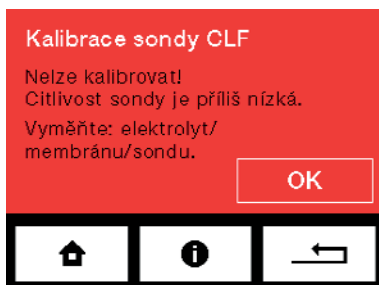 Kalibrace sondy CLF
Nelze kalibrovat!
Citlivost sondy je příliš nízká.
Vyměňte: elektrolyt/
membránu/sondu.
OK